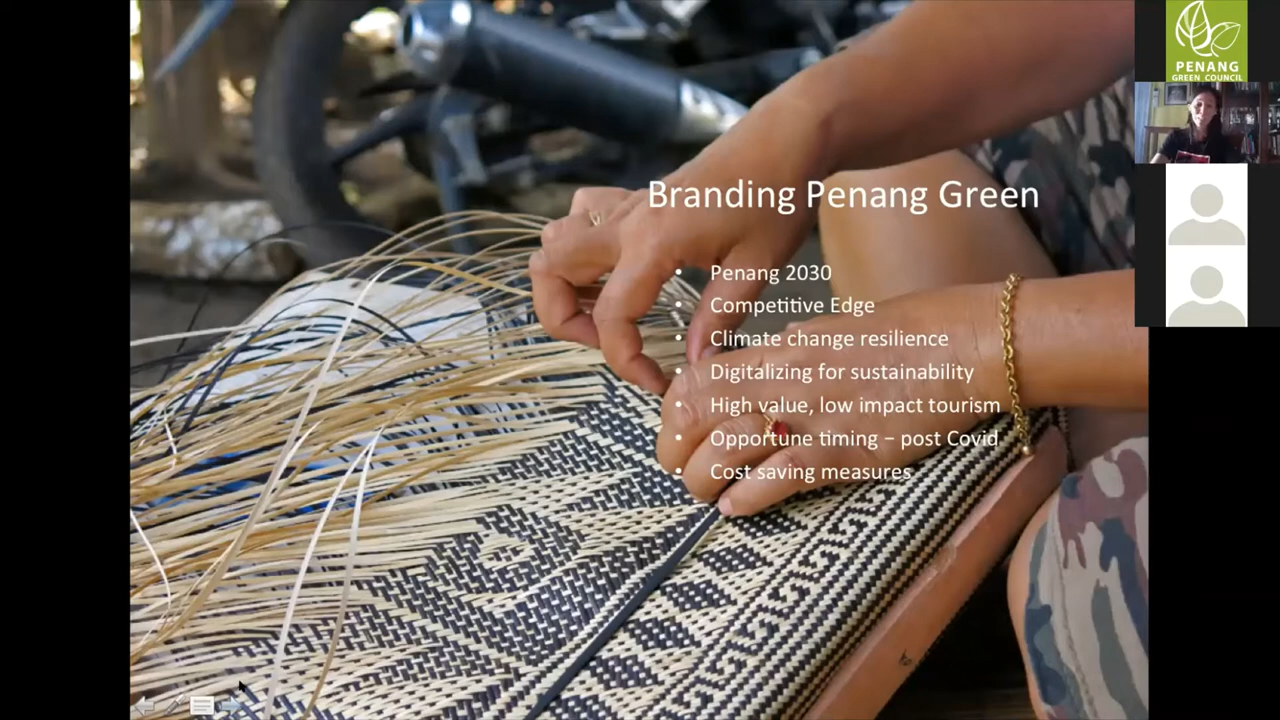 Branding Penang Green
• Penang 2030
• Competitive Edge
• Climate change resilience
• Digitalizing for sustainability
• High value, low impact tourism
• Opportune timing – post Covid
• Cost saving measures
PENANG
GREEN COUNCIL